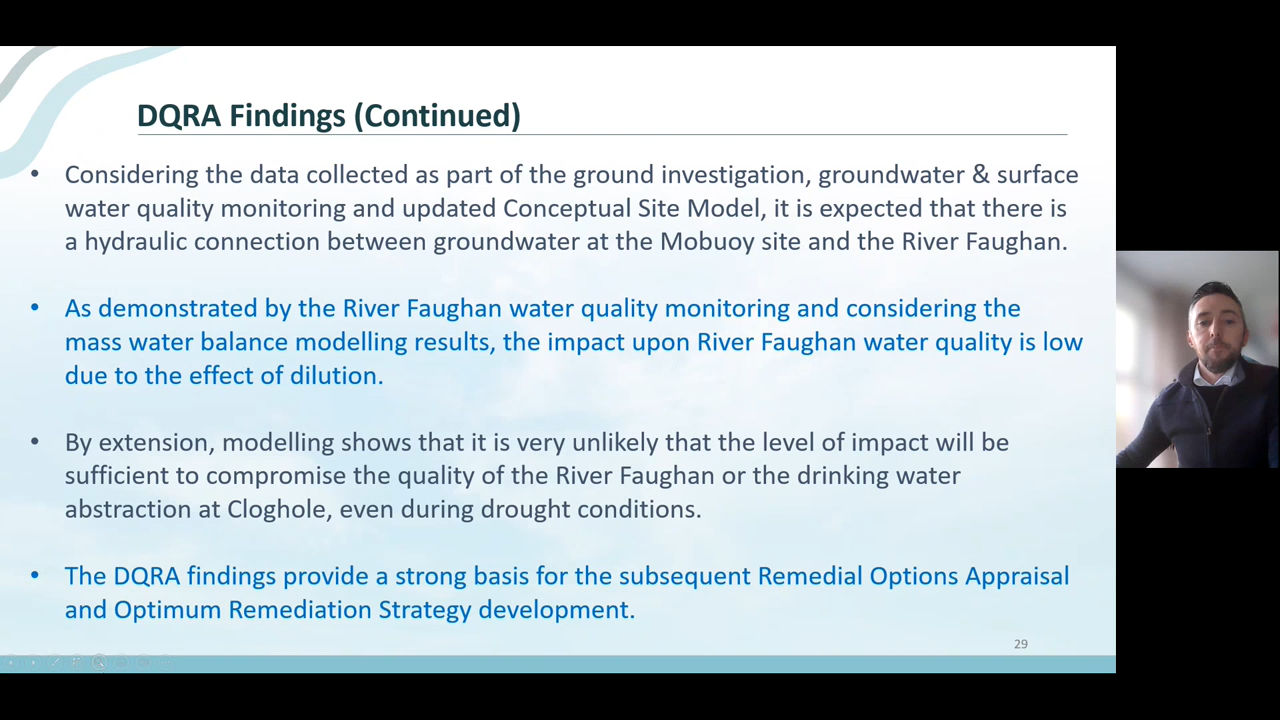 DQRA Findings (Continued)
• Considering the data collected as part of the ground investigation, groundwater & surface
water quality monitoring and updated Conceptual Site Model, it is expected that there is
a hydraulic connection between groundwater at the Mobuoy site and the River Faughan.
• As demonstrated by the River Faughan water quality monitoring and considering the
mass water balance modelling results, the impact upon River Faughan water quality is low
due to the effect of dilution.
• By extension, modelling shows that it is very unlikely that the level of impact will be
sufficient to compromise the quality of the River Faughan or the drinking water
abstraction at Cloghole, even during drought conditions.
• The DQRA findings provide a strong basis for the subsequent Remedial Options Appraisal
and Optimum Remediation Strategy development.
29